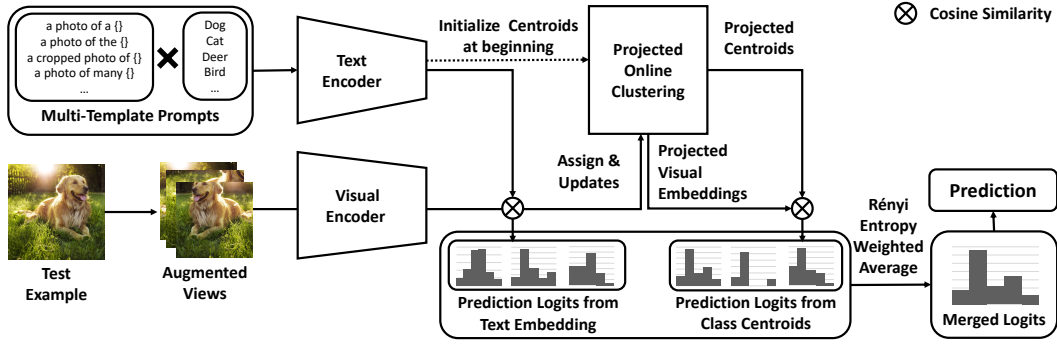 a photo of a {}
a photo of the {}
a cropped photo of {}
a photo of many {}
...
Dog
Cat
Deer
Bird
...
Multi-Template Prompts
Text
Encoder
Initialize Centroids
at beginning
Projected
Online
Clustering
Projected
Centroids
Cosine Similarity
Test
Example
Augmented
Views
Visual
Encoder
Assign &
Updates
Projected
Visual
Embeddings
Prediction Logits from
Text Embedding
Prediction Logits from
Class Centroids
Rényi
Entropy
Weighted
Average
Prediction
Merged Logits